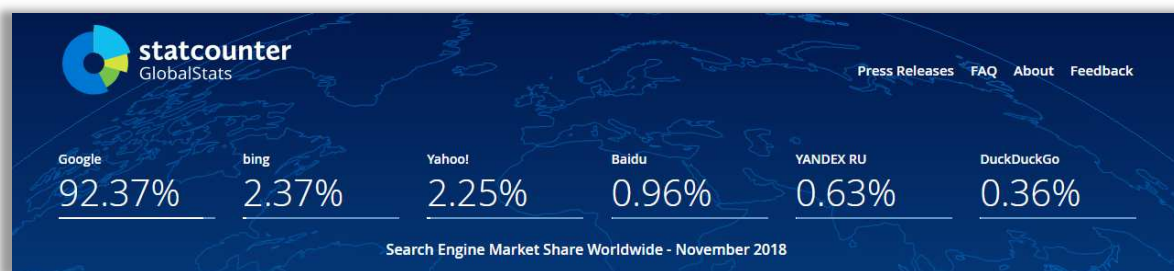 statcounter
GlobalStats
Press Releases FAQ About Feedback
Google bing Yahoo! Baidu YANDEX RU DuckDuckGo
92.37% 2.37% 2.25% 0.96% 0.63% 0.36%
Search Engine Market Share Worldwide - November 2018